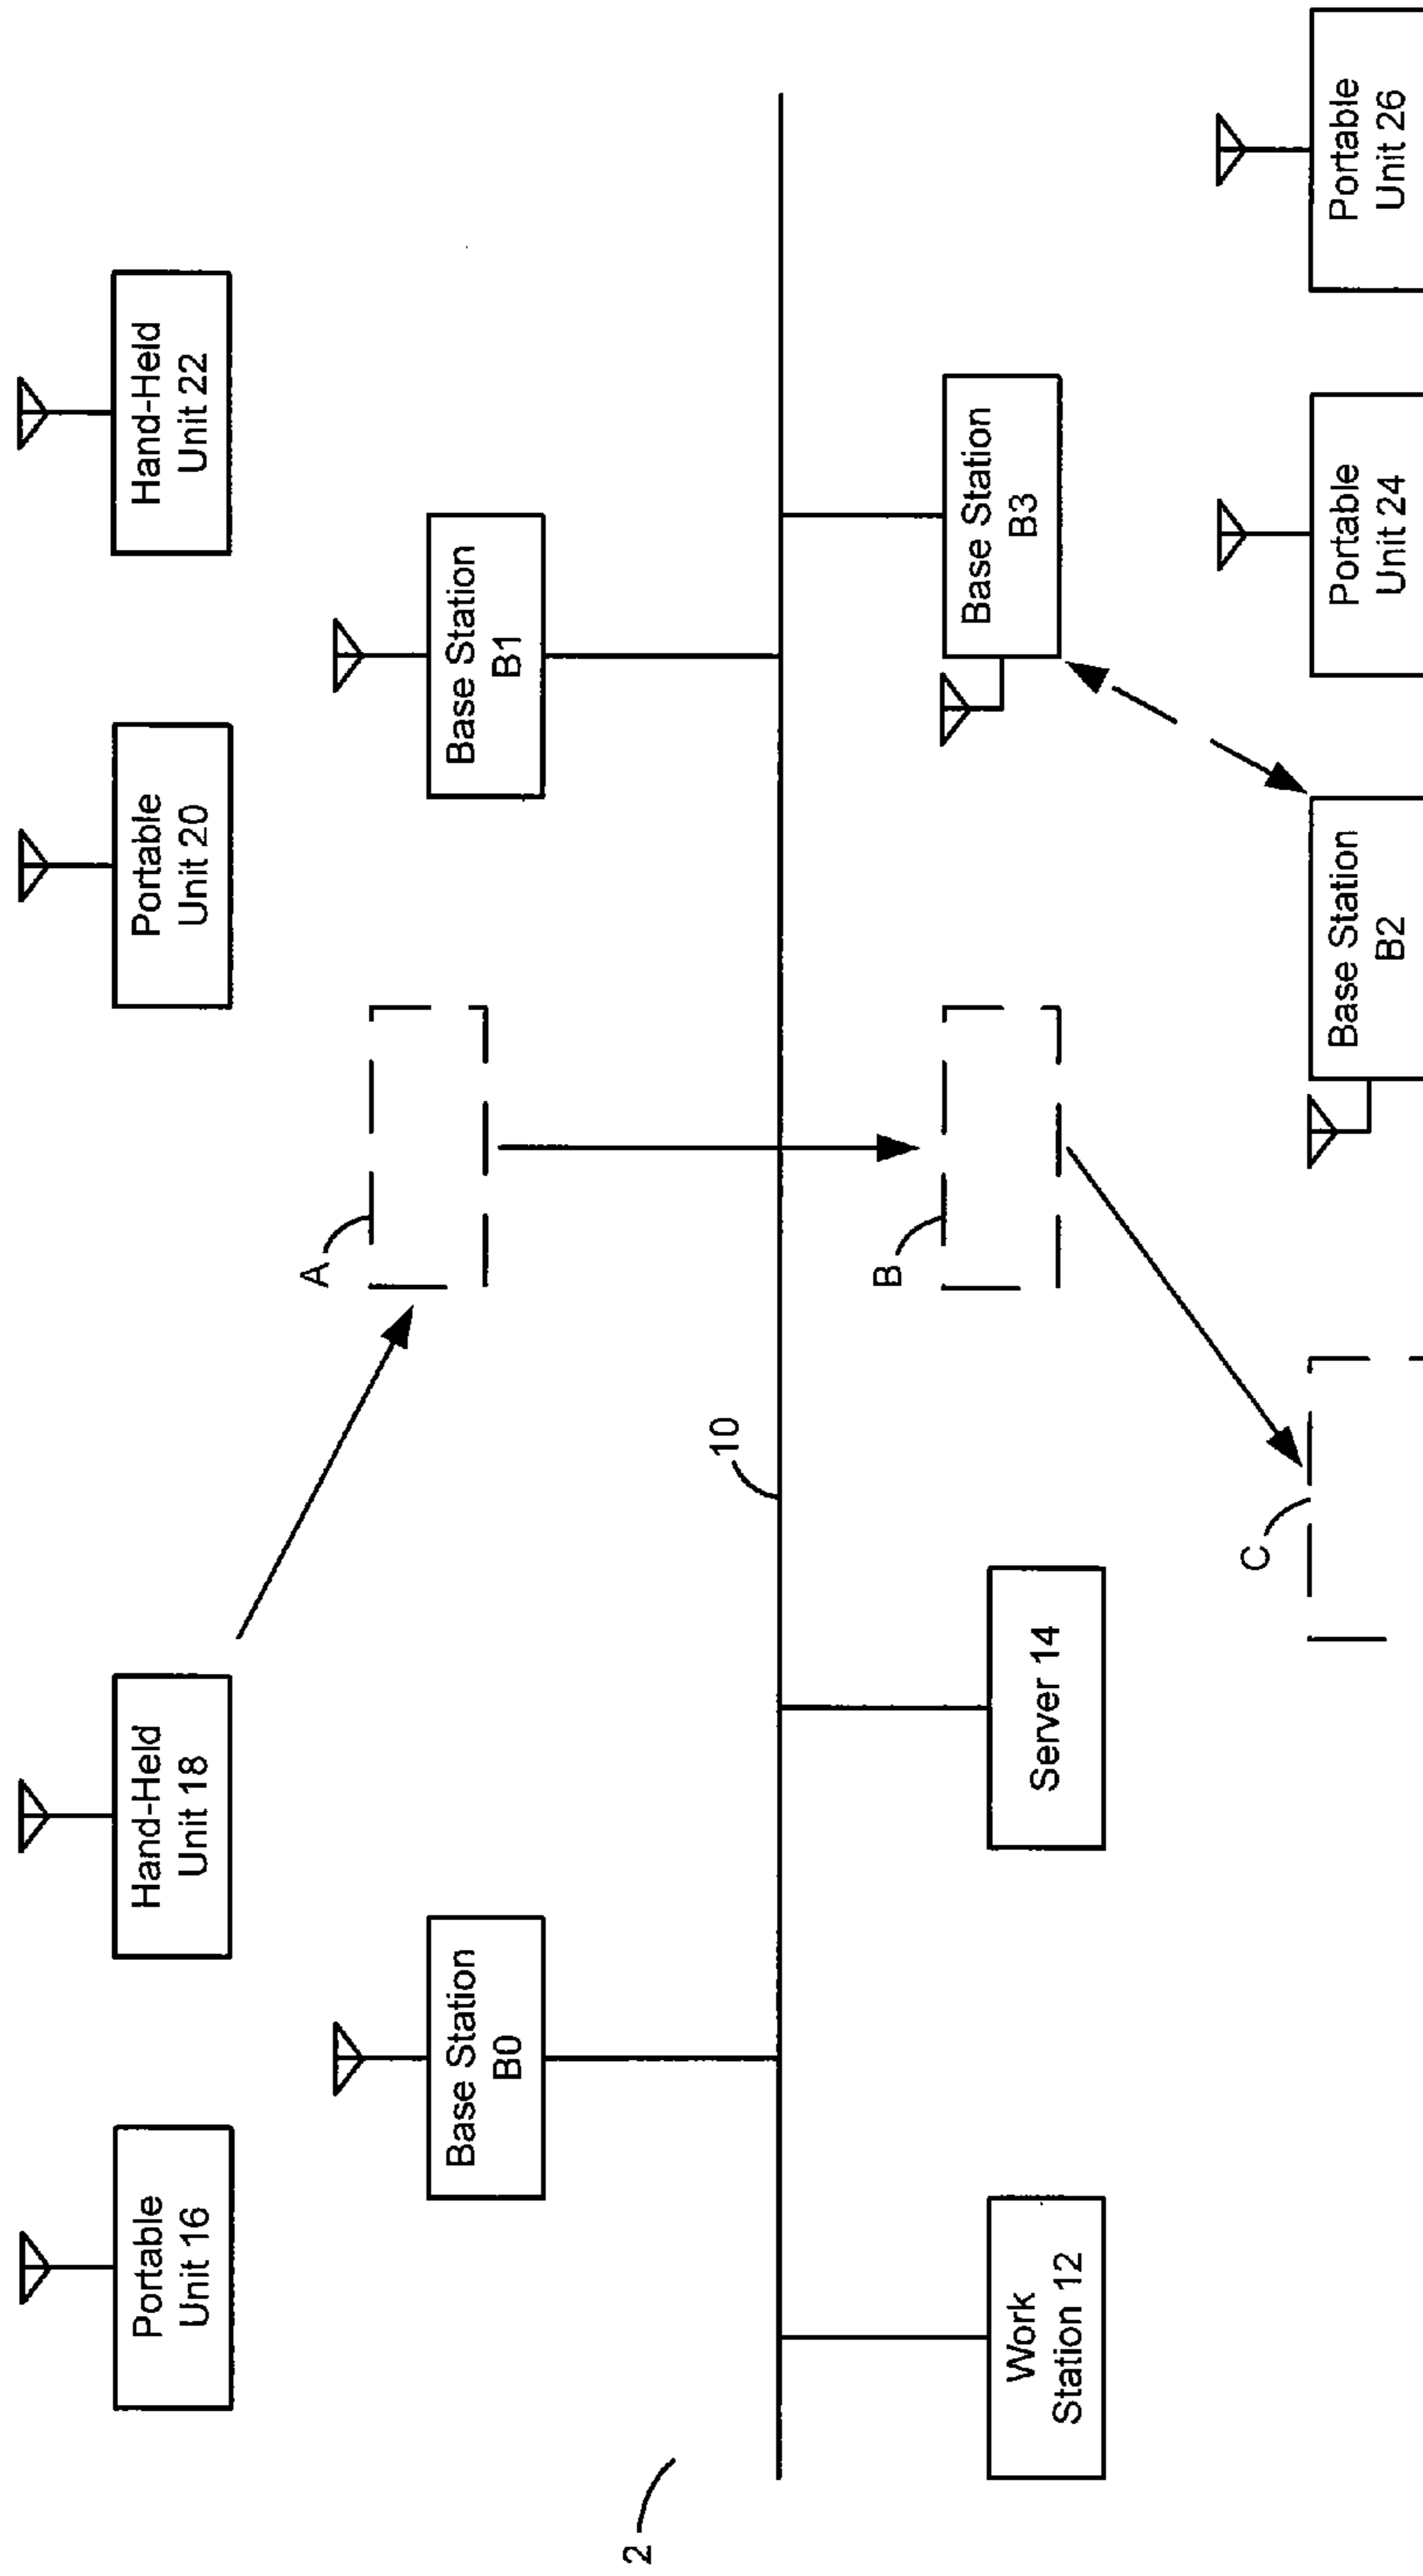 Portable
Unit 16
Hand-Held
Unit 18
Portable
Unit 20
Hand-Held
Unit 22
Base Station
B0
A
Base Station
B1
2
10
Work
Station 12
Server 14
B
Base Station
B3
C
Base Station
B2
Portable
Unit 24
Portable
Unit 26